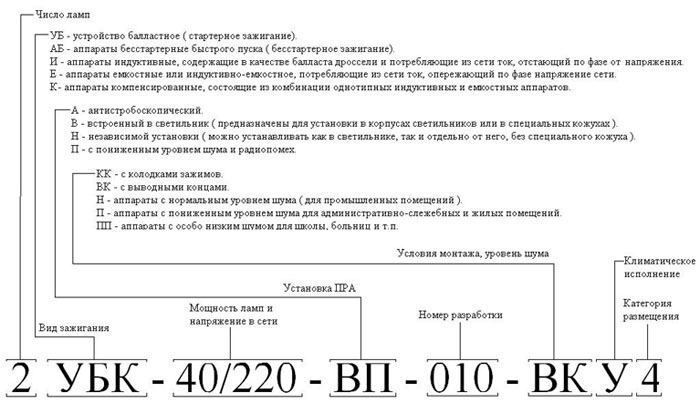 Число ламп
УБ - устройство балластное ( стартерное зажигание).
АБ - аппараты бесстартерные быстрого пуска ( бесстартерное зажигание).
И - аппараты индуктивные, содержащие в качестве балласта дроссели и потребляющие из сети ток, отстающий по фазе от напряжения.
Е - аппараты емкостные или индуктивно-емкостное, потребляющие из сети ток, опережающий по фазе напряжение сети.
К- аппараты компенсированные, состоящие из комбинации однотипных индуктивных и емкостных аппаратов.
А - антистробоскопический.
В - встроенный в светильник ( предназначены для установки в корпусах светильников или в специальных кожухах ).
Н - независимой установки ( можно устанавливать как в светильнике, так и отдельно от него, без специального кожуха ).
П - с пониженным уровнем шума и радиопомех.
КК - с колодками зажимов.
ВК - с выводными концами.
Н - аппараты с нормальным уровнем шума ( для промышленных помещений ).
П - аппараты с пониженным уровнем шума для административно-слежебных и жилых помещений.
ПП - аппараты с особо низким шумом для школы, больниц и т.п.
Условия монтажа, уровень шума
Климатическое
исполнение
Установка ПРА
Мощность ламп и
напряжение в сети
Номер разработки
Категория
размещения
Вид зажигания
2 УБК - 40/220 - ВП - 010 - ВК У 4